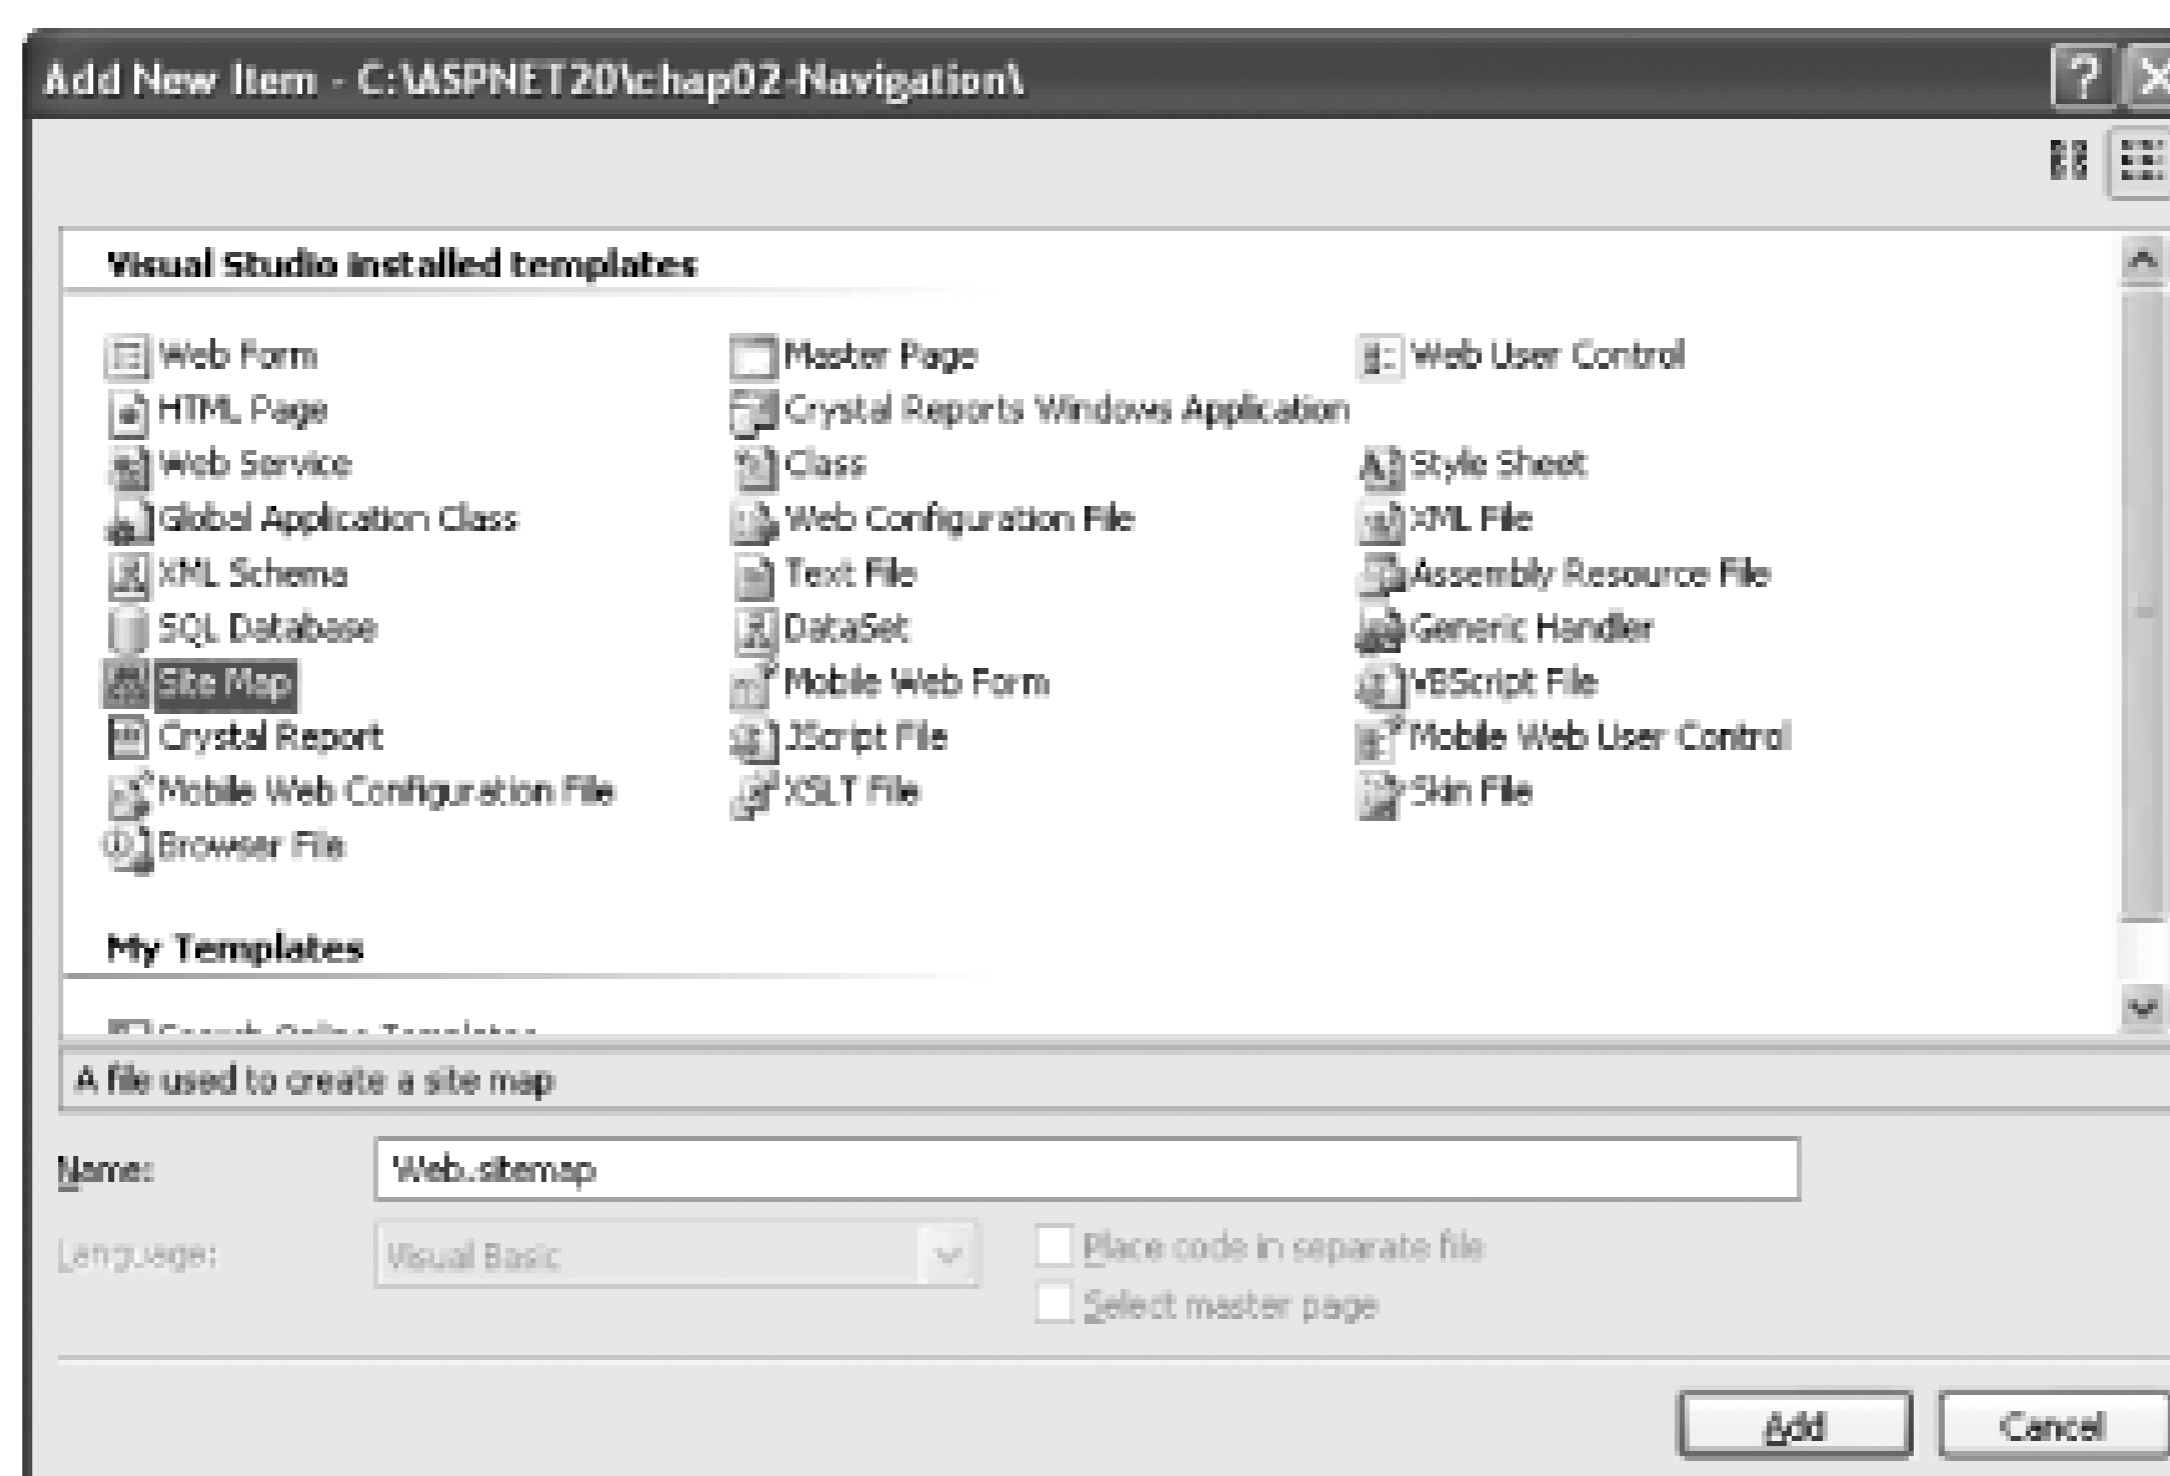 Add New Item - C:\ASPNET20\chap02-Navigation\
Visual Studio installed templates
Web Form Master Page Web User Control
HTML Page Crystal Reports Windows Application
Web Service Class Style Sheet
Global Application Class Web Configuration File XML File
XML Schema Text File Assembly Resource File
SQL Database DataSet Generic Handler
Site Map Mobile Web Form VBScript File
Crystal Report JScript File Mobile Web User Control
Mobile Web Configuration File XSLT File Skin File
Browser File
My Templates
Search Online Templates
A file used to create a site map
Name: Web.sitemap
Language: Visual Basic Place code in separate file
Select master page
Add Cancel